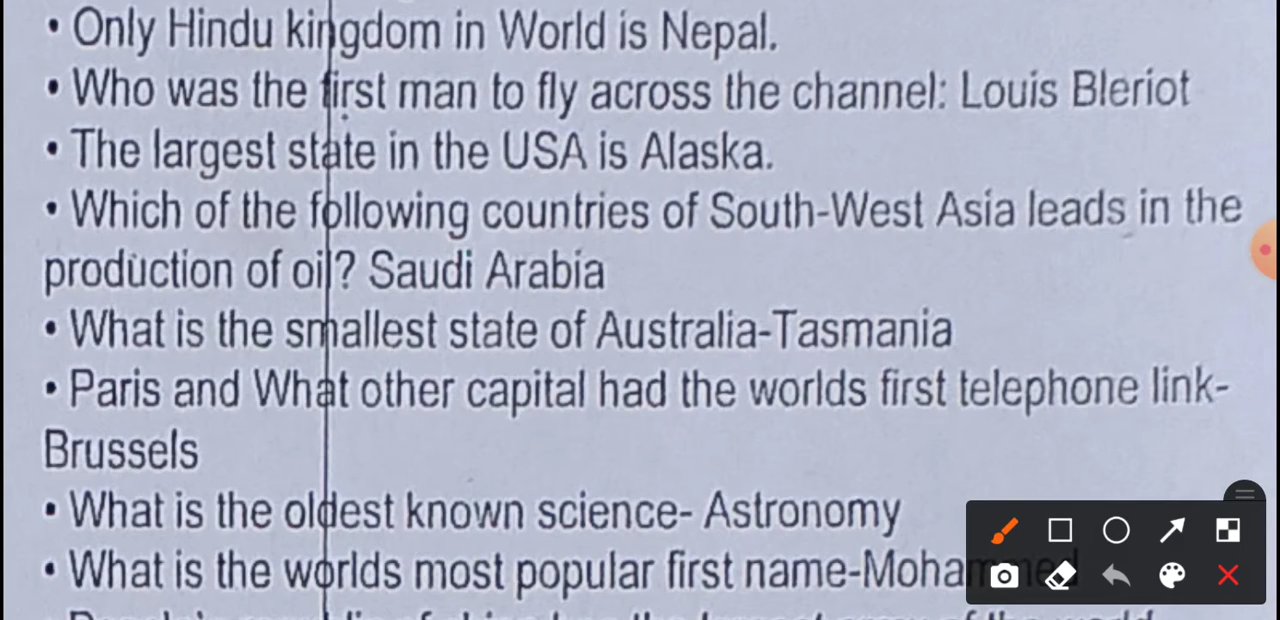 • Only Hindu kingdom in World is Nepal.
• Who was the first man to fly across the channel: Louis Bleriot
• The largest state in the USA is Alaska.
• Which of the following countries of South-West Asia leads in the
production of oil? Saudi Arabia
• What is the smallest state of Australia-Tasmania
• Paris and What other capital had the worlds first telephone link-
Brussels
• What is the oldest known science- Astronomy
• What is the worlds most popular first name-Mohammed